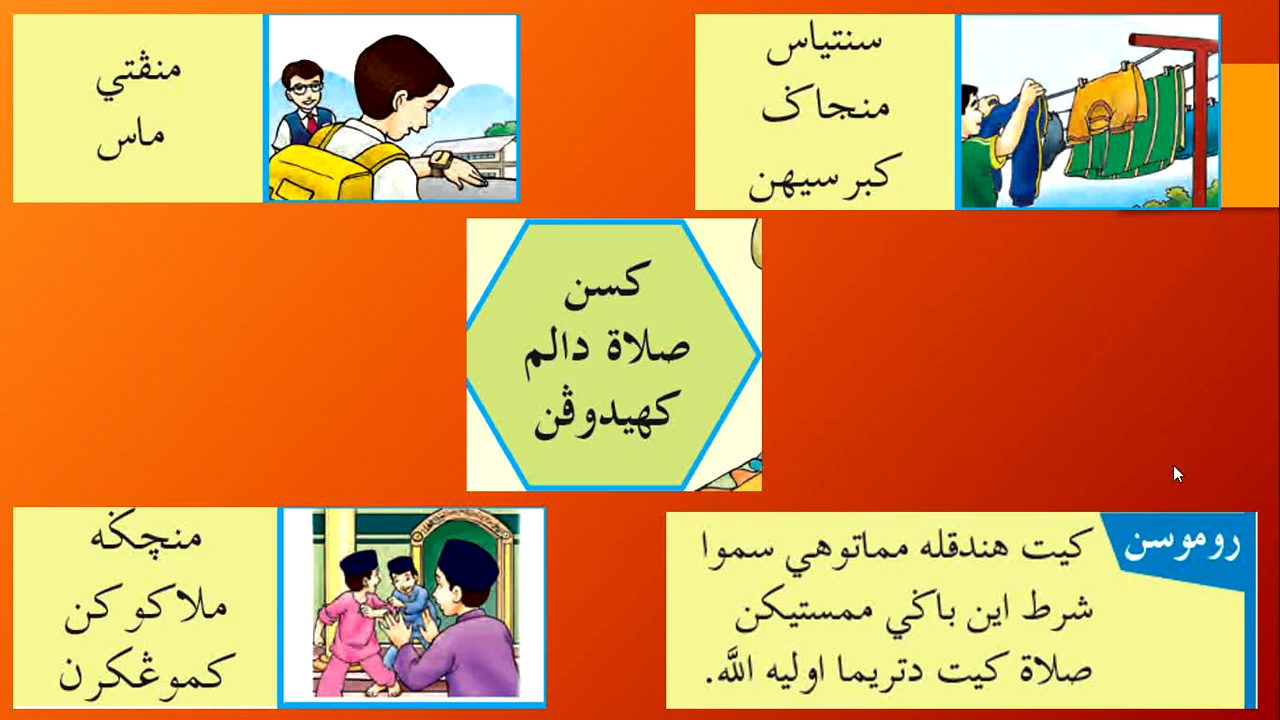 منڤتي
ماس
سنتياس
منجاݢ
كبرسيهن
كسن
صلاة دالم
كهيدوڤن
منچݢه
ملاكوكن
كموڠكرن
روموسن
كيت هندقله مماتوهي سموا
شرط اين باݢي ممستيكن
صلاة كيت دتريما اوليه الله.